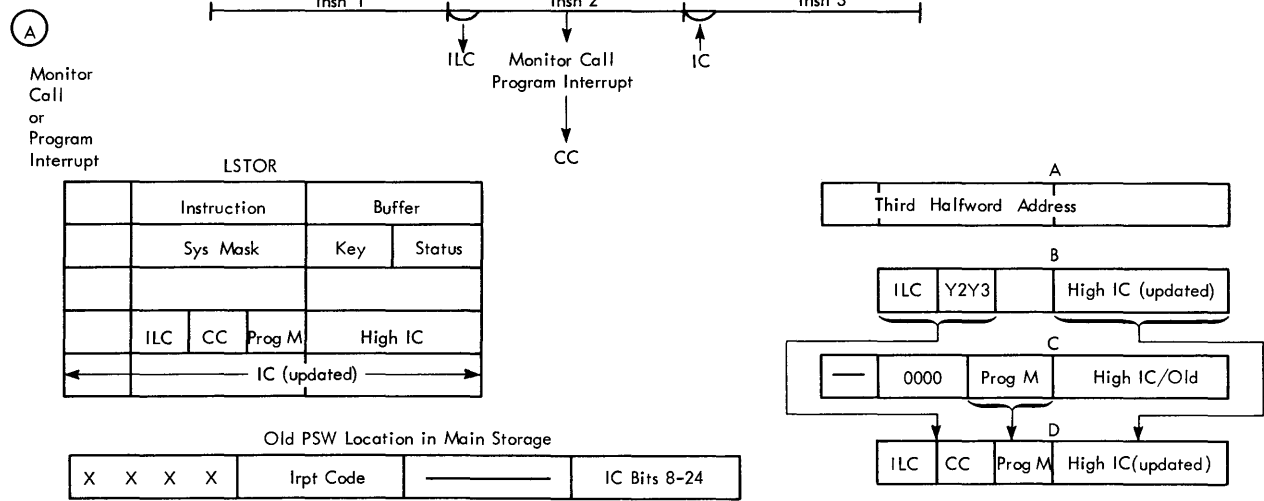 Insn 1 Insn 2 Insn 3
A
ILC Monitor Call IC
Program Interrupt
CC
Monitor
Call
or
Program
Interrupt
LSTOR
Instruction Buffer
Sys Mask Key Status
ILC CC Prog M High IC
IC (updated)
Old PSW Location in Main Storage
X X X X Irpt Code IC Bits 8-24
A
Third Halfword Address
B
ILC Y2Y3 High IC (updated)
C
0000 Prog M High IC/Old
D
ILC CC Prog M High IC(updated)